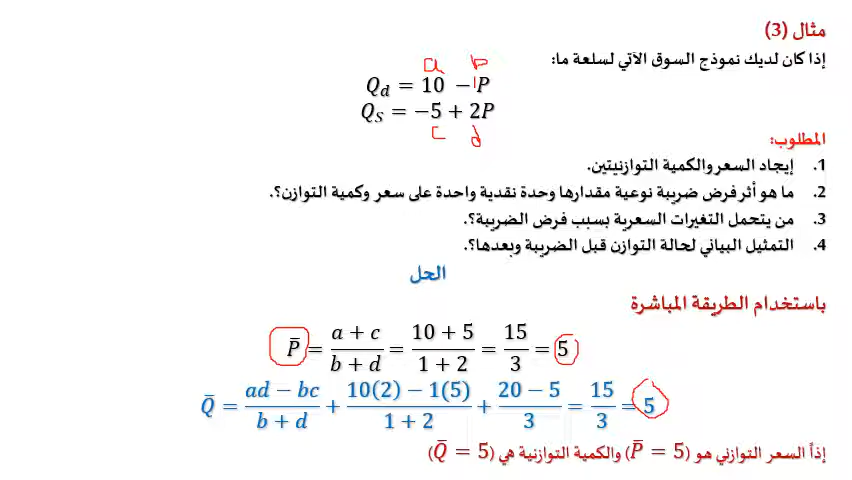 مثال (3)
إذا كان لديك نموذج السوق الآتي لسلعة ما:
a b
Qd = 10 − P
QS = −5 + 2P
c d
المطلوب:
1. إيجاد السعر والكمية التوازنيتين.
2. ما هو أثر فرض ضريبة نوعية مقدارها وحدة نقدية واحدة على سعر وكمية التوازن؟.
3. من يتحمل التغيرات السعرية بسبب فرض الضريبة؟.
4. التمثيل البياني لحالة التوازن قبل الضريبة وبعدها؟.
الحل
باستخدام الطريقة المباشرة
P̄ = (a + c)/(b + d) = (10 + 5)/(1 + 2) = 15/3 = 5
Q̄ = (ad − bc)/(b + d) + (10(2) − 1(5))/(1 + 2) + (20 − 5)/3 = 15/3 = 5
إذاً السعر التوازني هو (P̄ = 5) والكمية التوازنية هي (Q̄ = 5)